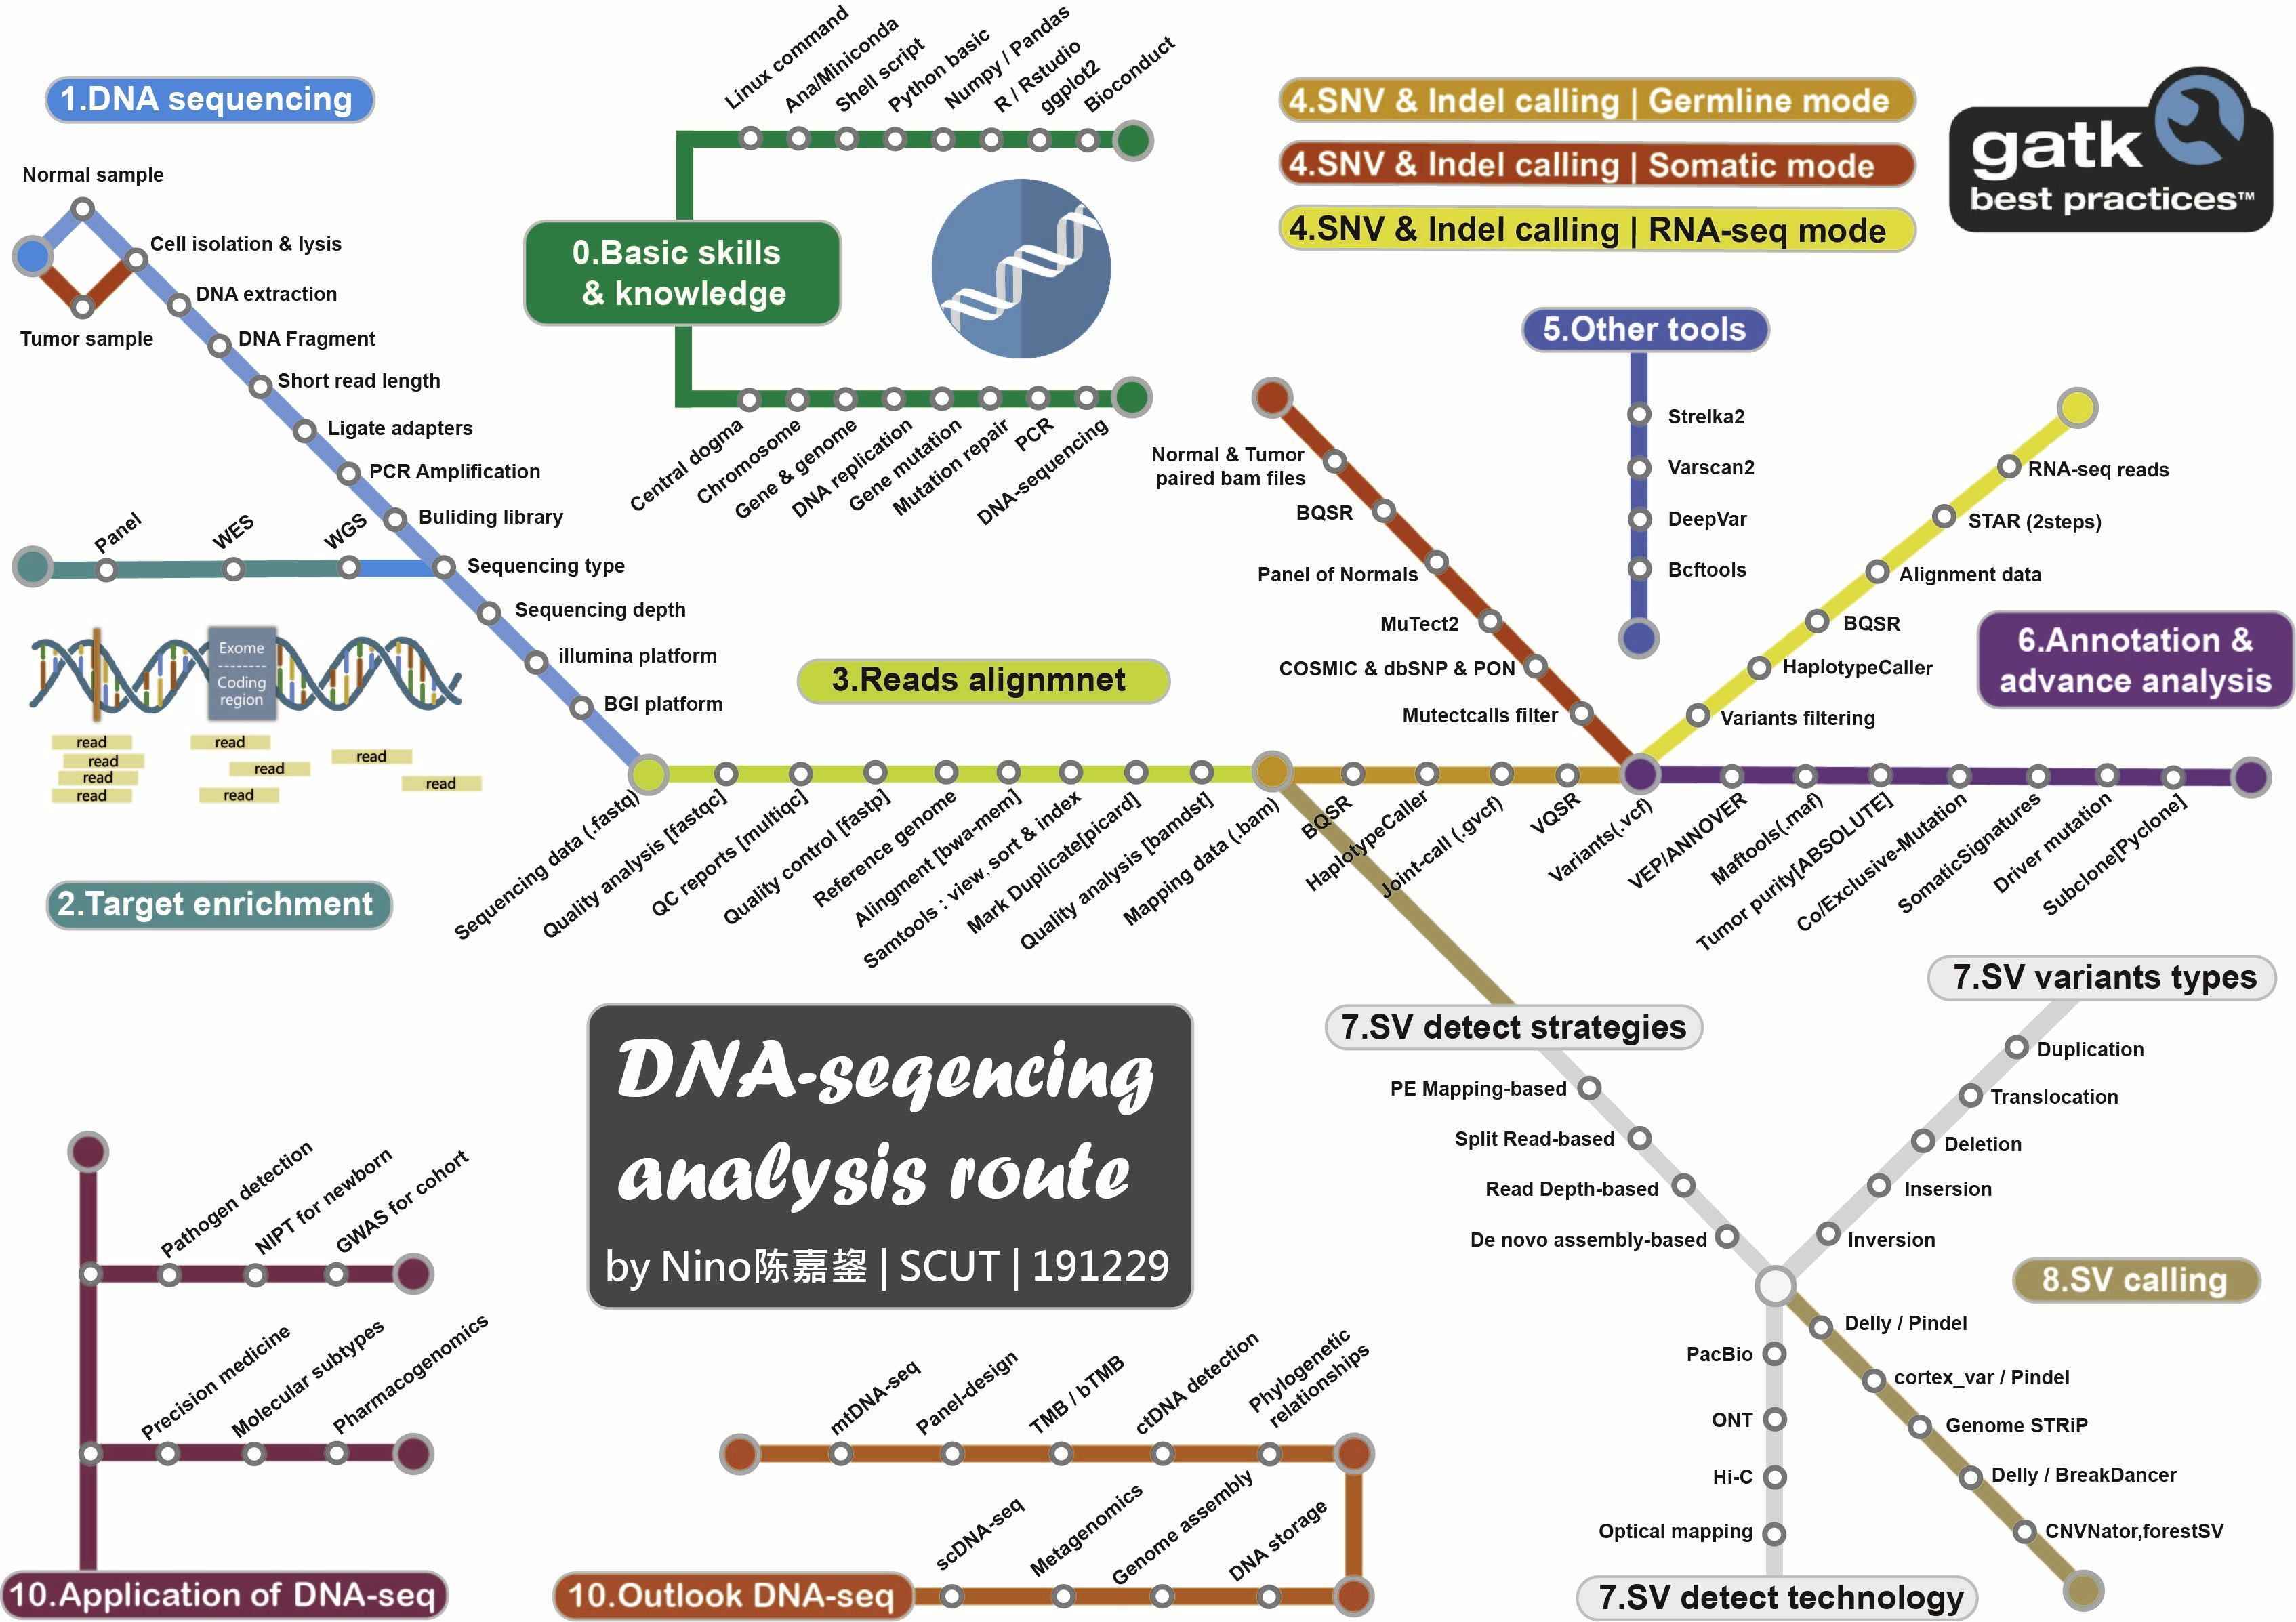 1.DNA sequencing
Normal sample
Tumor sample
Cell isolation & lysis
DNA extraction
DNA Fragment
Short read length
Ligate adapters
PCR Amplification
Buliding library
Sequencing type
Sequencing depth
illumina platform
BGI platform
Panel
WES
WGS
Exome
Coding
region
read
read
read
read
read
read
read
read
read
2.Target enrichment
Linux command
Ana/Miniconda
Shell script
Python basic
Numpy / Pandas
R / Rstudio
ggplot2
Bioconduct
0.Basic skills
& knowledge
Central dogma
Chromosome
Gene & genome
DNA replication
Gene mutation
Mutation repair
PCR
DNA-sequencing
4.SNV & Indel calling | Germline mode
4.SNV & Indel calling | Somatic mode
4.SNV & Indel calling | RNA-seq mode
gatk
best practices™
5.Other tools
Strelka2
Varscan2
DeepVar
Bcftools
Normal & Tumor
paired bam files
BQSR
Panel of Normals
MuTect2
COSMIC & dbSNP & PON
Mutectcalls filter
RNA-seq reads
STAR (2steps)
Alignment data
BQSR
HaplotypeCaller
Variants filtering
6.Annotation &
advance analysis
3.Reads alignmnet
Sequencing data (.fastq)
Quality analysis [fastqc]
QC reports [multiqc]
Quality control [fastp]
Reference genome
Alingment [bwa-mem]
Samtools : view, sort & index
Mark Duplicate[picard]
Quality analysis [bamdst]
Mapping data (.bam)
BQSR
HaplotypeCaller
Joint-call (.gvcf)
VQSR
Variants(.vcf)
VEP/ANNOVER
Maftools(.maf)
Tumor purity[ABSOLUTE]
Co/Exclusive-Mutation
SomaticSignatures
Driver mutation
Subclone[Pyclone]
DNA-seqencing
analysis route
by Nino陈嘉鋆 | SCUT | 191229
7.SV detect strategies
PE Mapping-based
Split Read-based
Read Depth-based
De novo assembly-based
7.SV variants types
Duplication
Translocation
Deletion
Insersion
Inversion
8.SV calling
Delly / Pindel
cortex_var / Pindel
Genome STRiP
Delly / BreakDancer
CNVNator,forestSV
PacBio
ONT
Hi-C
Optical mapping
7.SV detect technology
Pathogen detection
NIPT for newborn
GWAS for cohort
Precision medicine
Molecular subtypes
Pharmacogenomics
10.Application of DNA-seq
mtDNA-seq
Panel-design
TMB / bTMB
ctDNA detection
Phylogenetic
relationships
scDNA-seq
Metagenomics
Genome assembly
DNA storage
10.Outlook DNA-seq